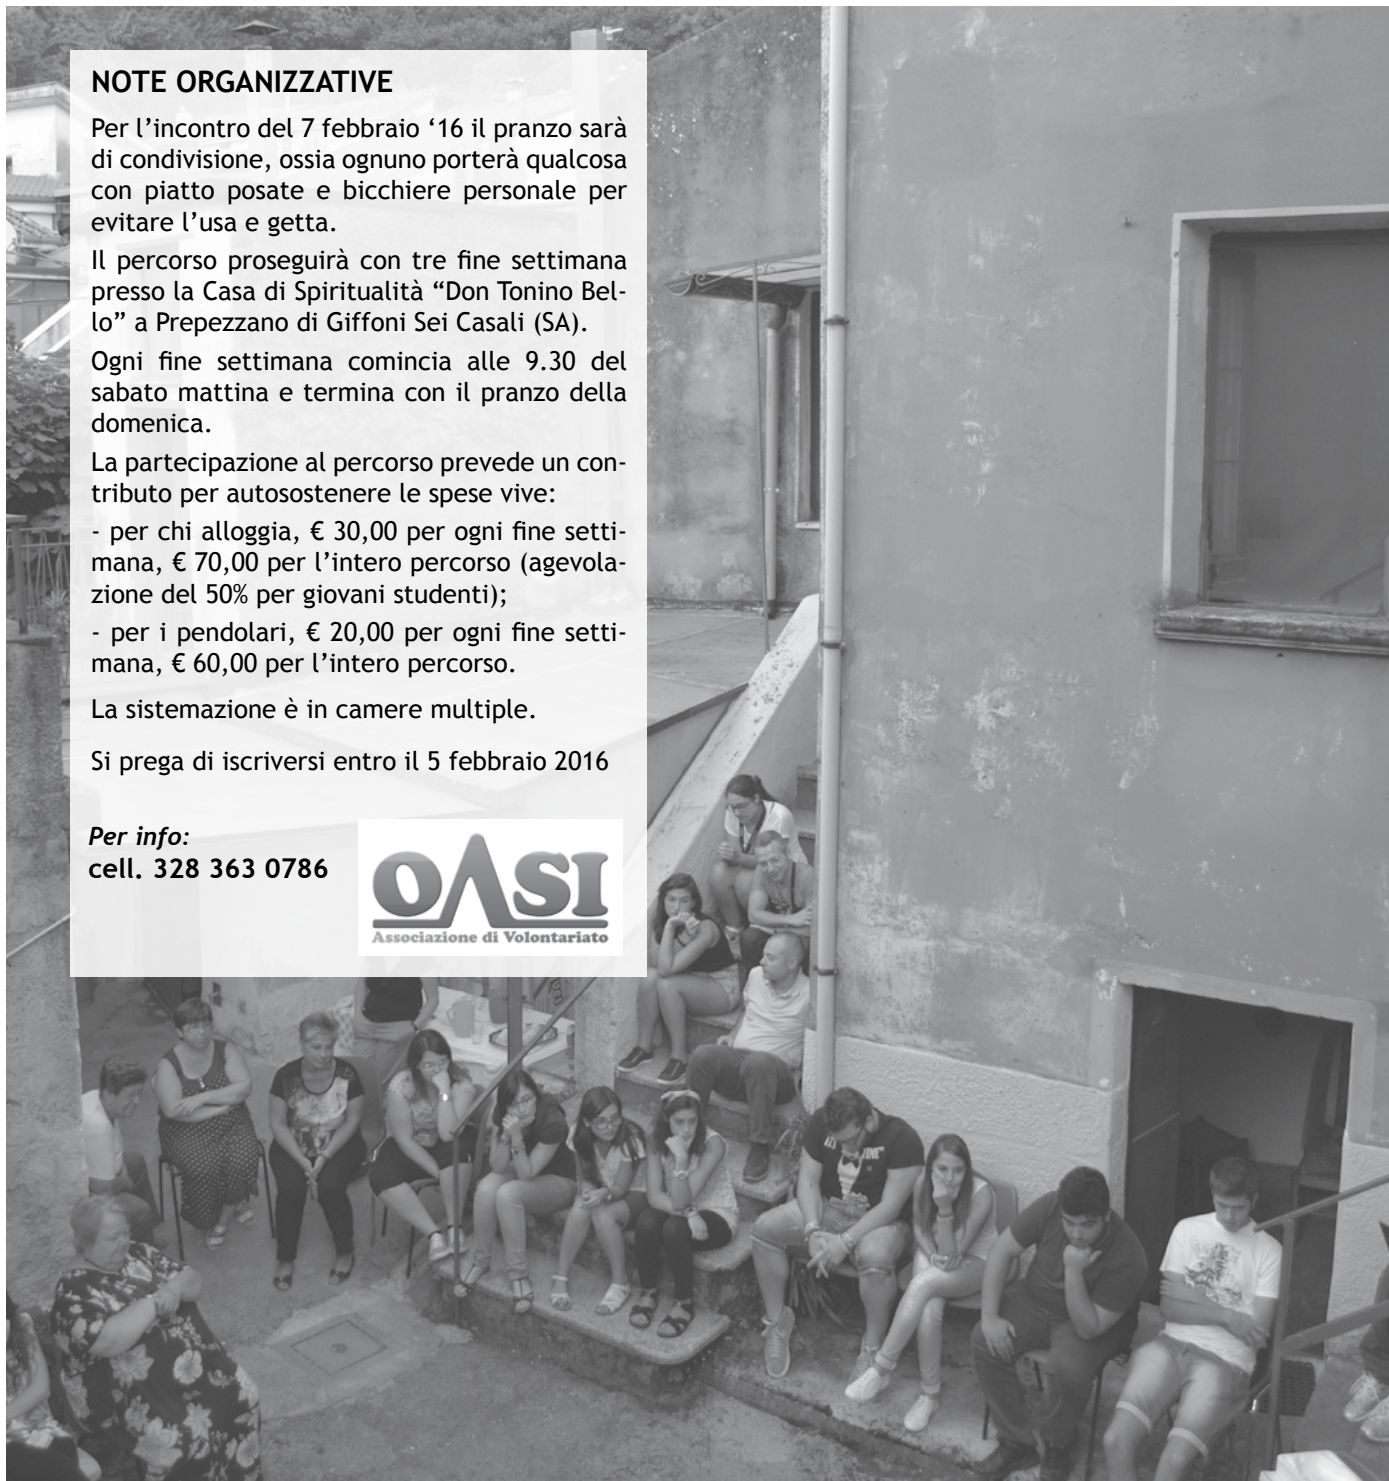 NOTE ORGANIZZATIVE
Per l’incontro del 7 febbraio ‘16 il pranzo sarà
di condivisione, ossia ognuno porterà qualcosa
con piatto posate e bicchiere personale per
evitare l’usa e getta.
Il percorso proseguirà con tre fine settimana
presso la Casa di Spiritualità “Don Tonino Bel-
lo” a Prepezzano di Giffoni Sei Casali (SA).
Ogni fine settimana comincia alle 9.30 del
sabato mattina e termina con il pranzo della
domenica.
La partecipazione al percorso prevede un con-
tributo per autosostenere le spese vive:
- per chi alloggia, € 30,00 per ogni fine setti-
mana, € 70,00 per l’intero percorso (agevola-
zione del 50% per giovani studenti);
- per i pendolari, € 20,00 per ogni fine setti-
mana, € 60,00 per l’intero percorso.
La sistemazione è in camere multiple.
Si prega di iscriversi entro il 5 febbraio 2016
Per info:
cell. 328 363 0786
OASI
Associazione di Volontariato